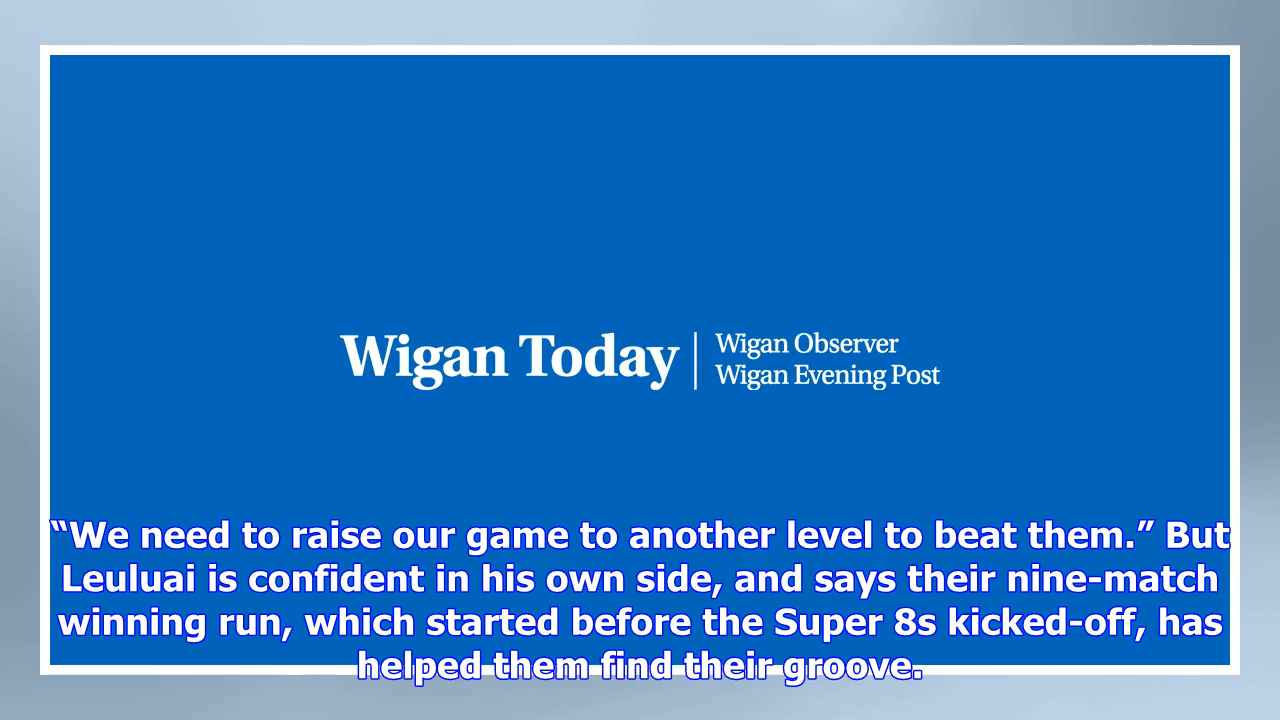 Wigan Today
Wigan Observer
Wigan Evening Post
“We need to raise our game to another level to beat them.” But
Leuluai is confident in his own side, and says their nine-match
winning run, which started before the Super 8s kicked-off, has
helped them find their groove.